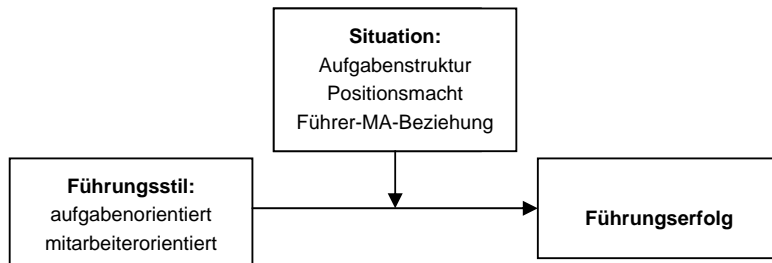 Situation:
Aufgabenstruktur
Positionsmacht
Führer-MA-Beziehung
Führungsstil:
aufgabenorientiert
mitarbeiterorientiert
Führungserfolg